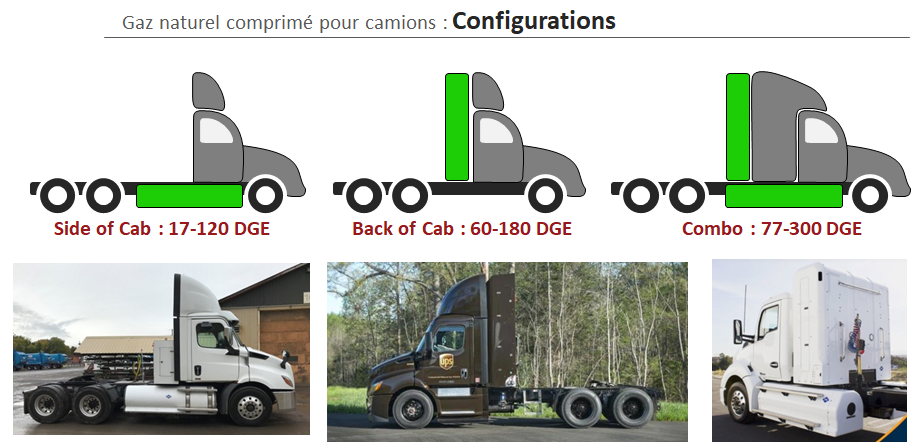 Gaz naturel comprimé pour camions : Configurations
Side of Cab : 17-120 DGE
Back of Cab : 60-180 DGE
Combo : 77-300 DGE
ups